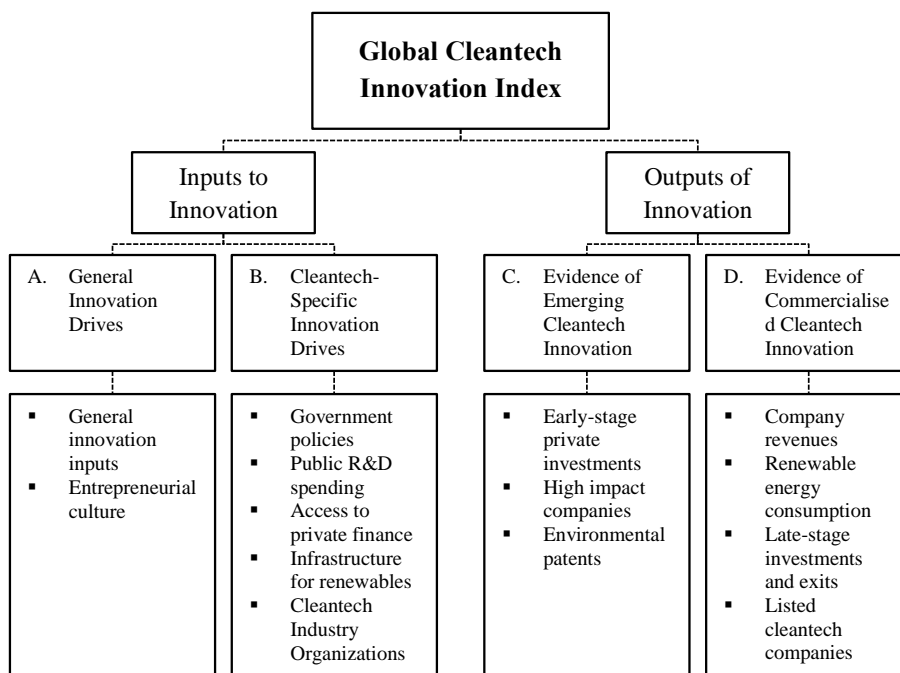 Global Cleantech
Innovation Index
Inputs to
Innovation
Outputs of
Innovation
A. General
Innovation
Drives
B. Cleantech-
Specific
Innovation
Drives
C. Evidence of
Emerging
Cleantech
Innovation
D. Evidence of
Commercialise
d Cleantech
Innovation
▪ General
innovation
inputs
▪ Entrepreneurial
culture
▪ Government
policies
▪ Public R&D
spending
▪ Access to
private finance
▪ Infrastructure
for renewables
▪ Cleantech
Industry
Organizations
▪ Early-stage
private
investments
▪ High impact
companies
▪ Environmental
patents
▪ Company
revenues
▪ Renewable
energy
consumption
▪ Late-stage
investments
and exits
▪ Listed
cleantech
companies